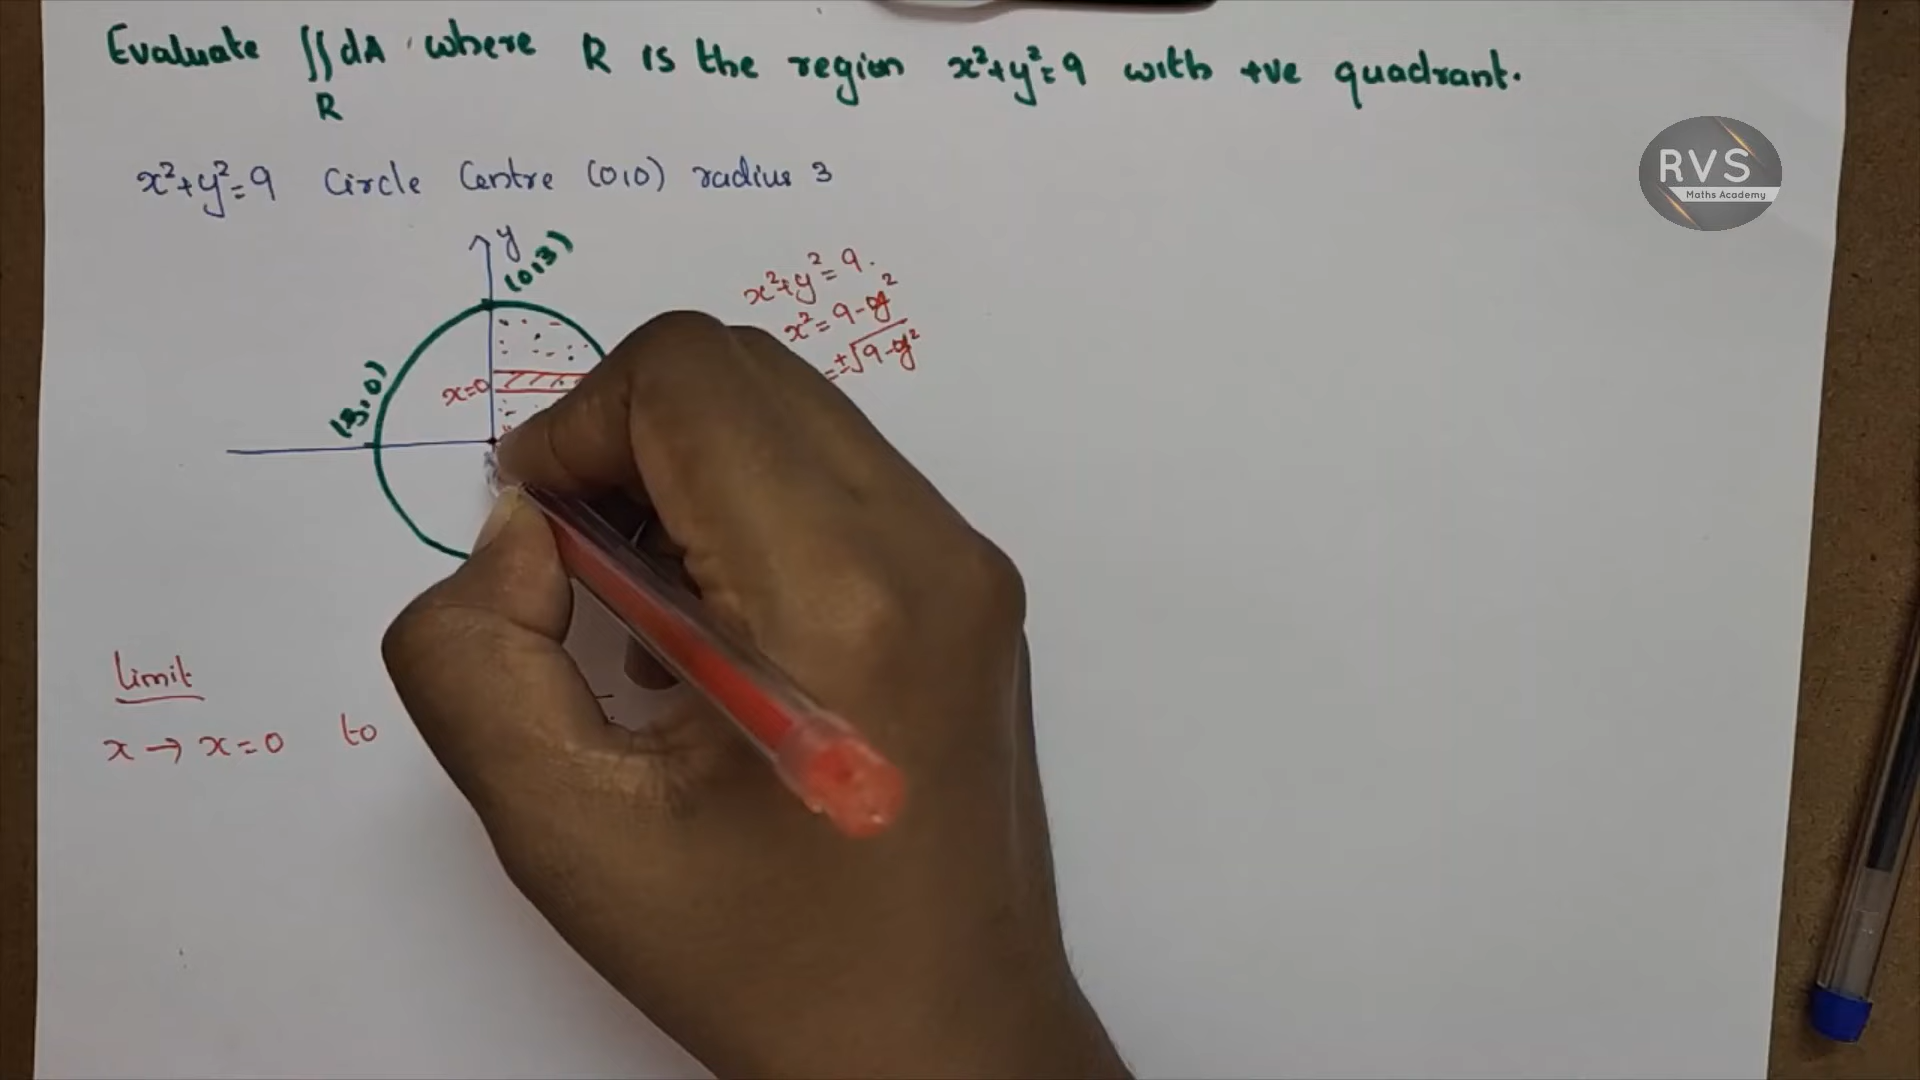 Evaluate ∬ dA where R is the region x²+y²=9 with +ve quadrant.
R
x²+y²=9 Circle Centre (0,0) radius 3
y
(0,3)
x²+y²=9.
x²=9-y²
=±√9-y²
(3,0)
x=0
Limit
x → x=0 to
RVS
Maths Academy